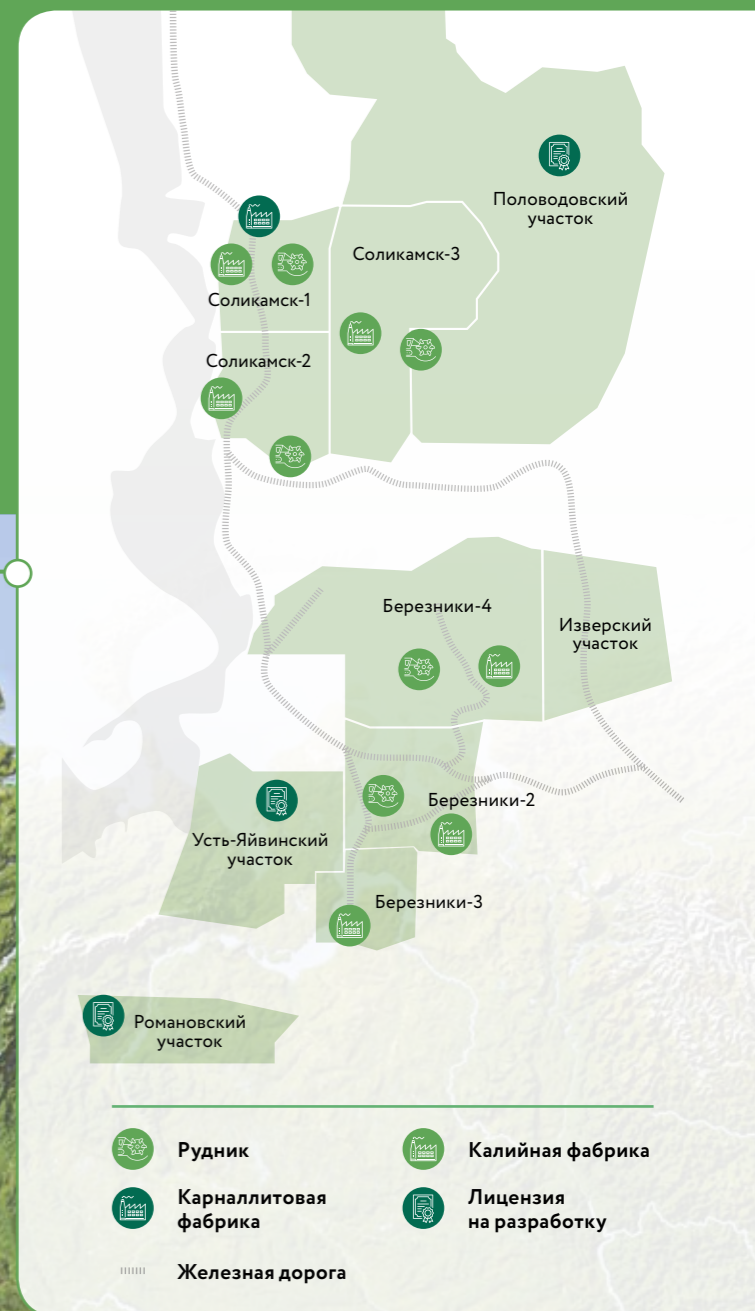 Половодовский
участок
Соликамск-3
Соликамск-1
Соликамск-2
Березники-4
Изверский
участок
Березники-2
Усть-Яйвинский
участок
Березники-3
Романовский
участок
Рудник
Калийная фабрика
Карналлитовая
фабрика
Лицензия
на разработку
Железная дорога